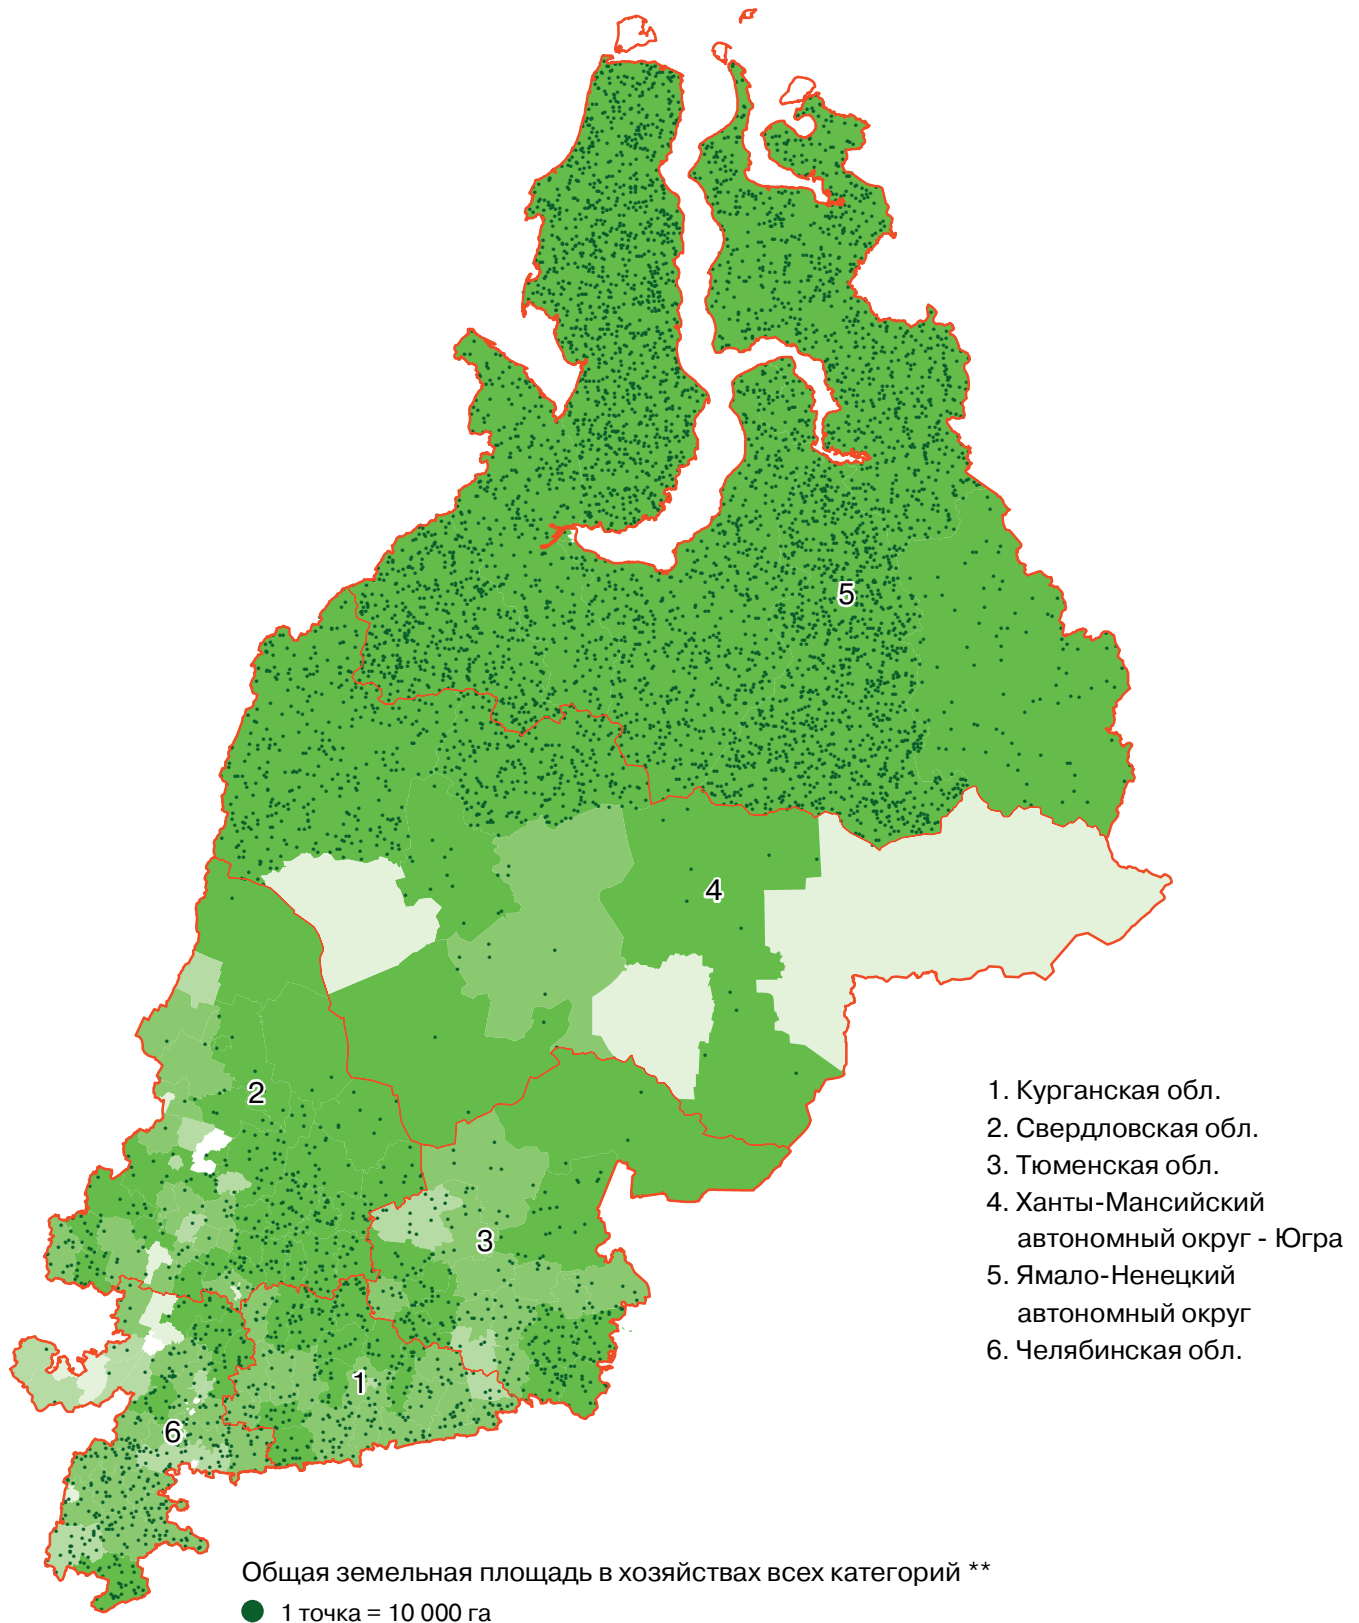 5
4
2
3
1
6
1. Курганская обл.
2. Свердловская обл.
3. Тюменская обл.
4. Ханты-Мансийский
автономный округ - Югра
5. Ямало-Ненецкий
автономный округ
6. Челябинская обл.
Общая земельная площадь в хозяйствах всех категорий **
1 точка = 10 000 га